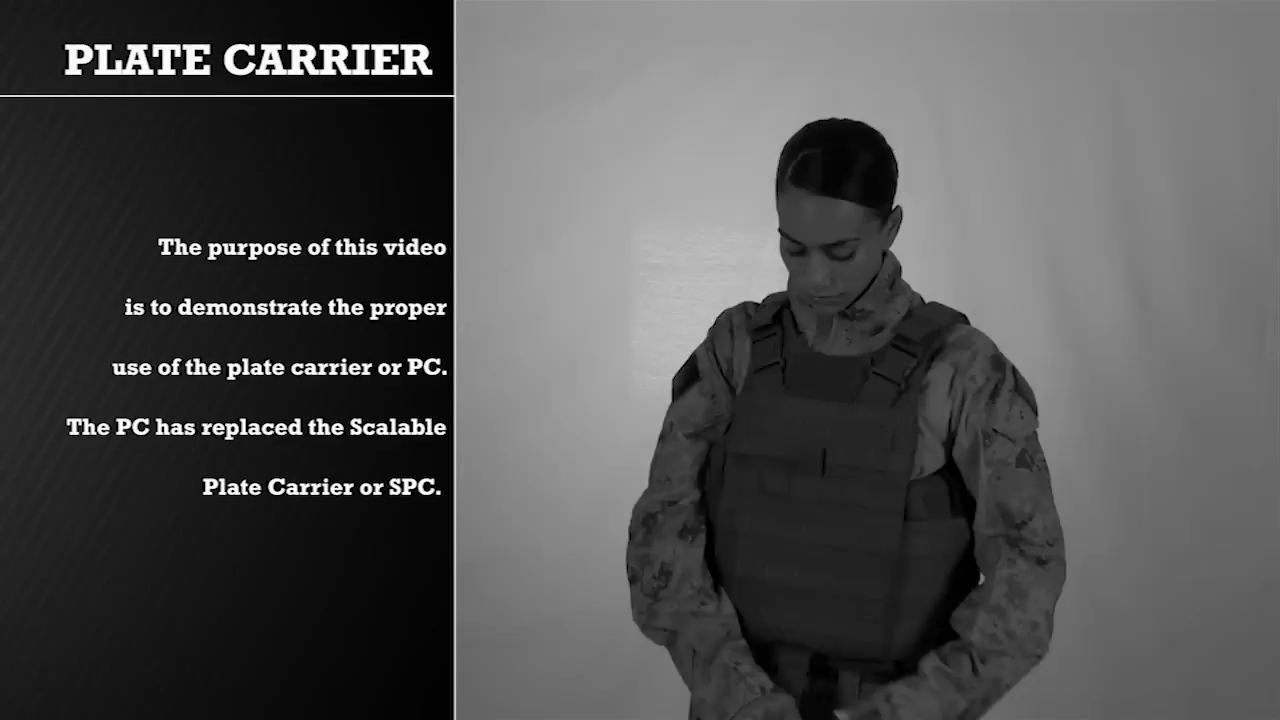 PLATE CARRIER
The purpose of this video
is to demonstrate the proper
use of the plate carrier or PC.
The PC has replaced the Scalable
Plate Carrier or SPC.